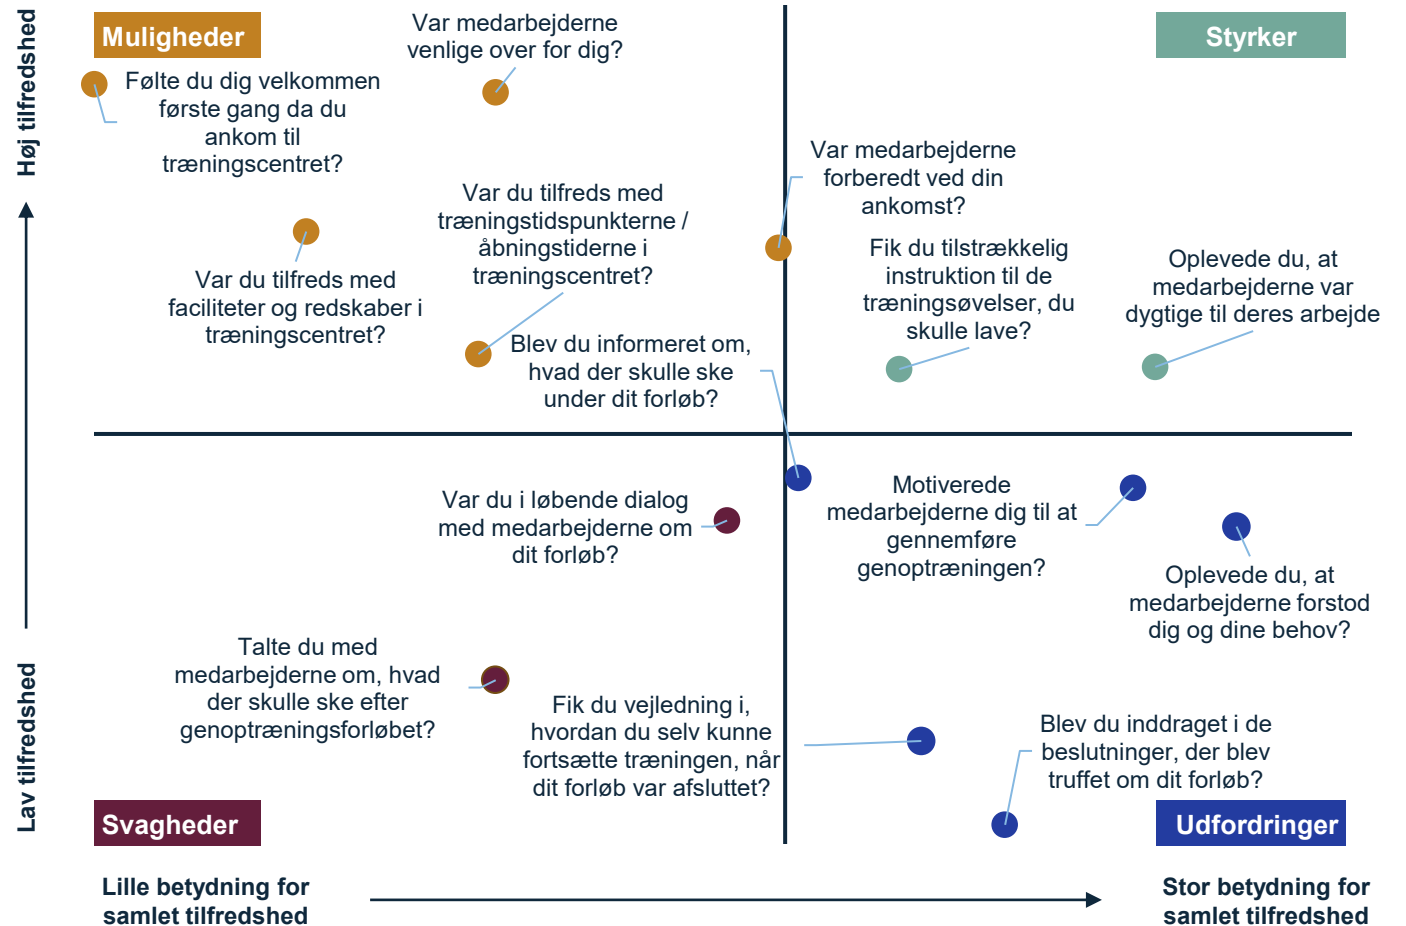 Høj tilfredshed
Muligheder
Var medarbejderne
venlige over for dig?
Styrker
Følte du dig velkommen
første gang da du
ankom til
træningscentret?
Var medarbejderne
forberedt ved din
ankomst?
Var du tilfreds med
træningstidspunkterne /
åbningstiderne i
træningscentret?
Var du tilfreds med
faciliteter og redskaber i
træningscentret?
Fik du tilstrækkelig
instruktion til de
træningsøvelser, du
skulle lave?
Oplevede du, at
medarbejderne var
dygtige til deres arbejde
Blev du informeret om,
hvad der skulle ske
under dit forløb?
Var du i løbende dialog
med medarbejderne om
dit forløb?
Motiverede
medarbejderne dig til at
gennemføre
genoptræningen?
Oplevede du, at
medarbejderne forstod
dig og dine behov?
Talte du med
medarbejderne om, hvad
der skulle ske efter
genoptræningsforløbet?
Fik du vejledning i,
hvordan du selv kunne
fortsætte træningen, når
dit forløb var afsluttet?
Blev du inddraget i de
beslutninger, der blev
truffet om dit forløb?
Lav tilfredshed
Svagheder
Udfordringer
Lille betydning for
samlet tilfredshed
Stor betydning for
samlet tilfredshed